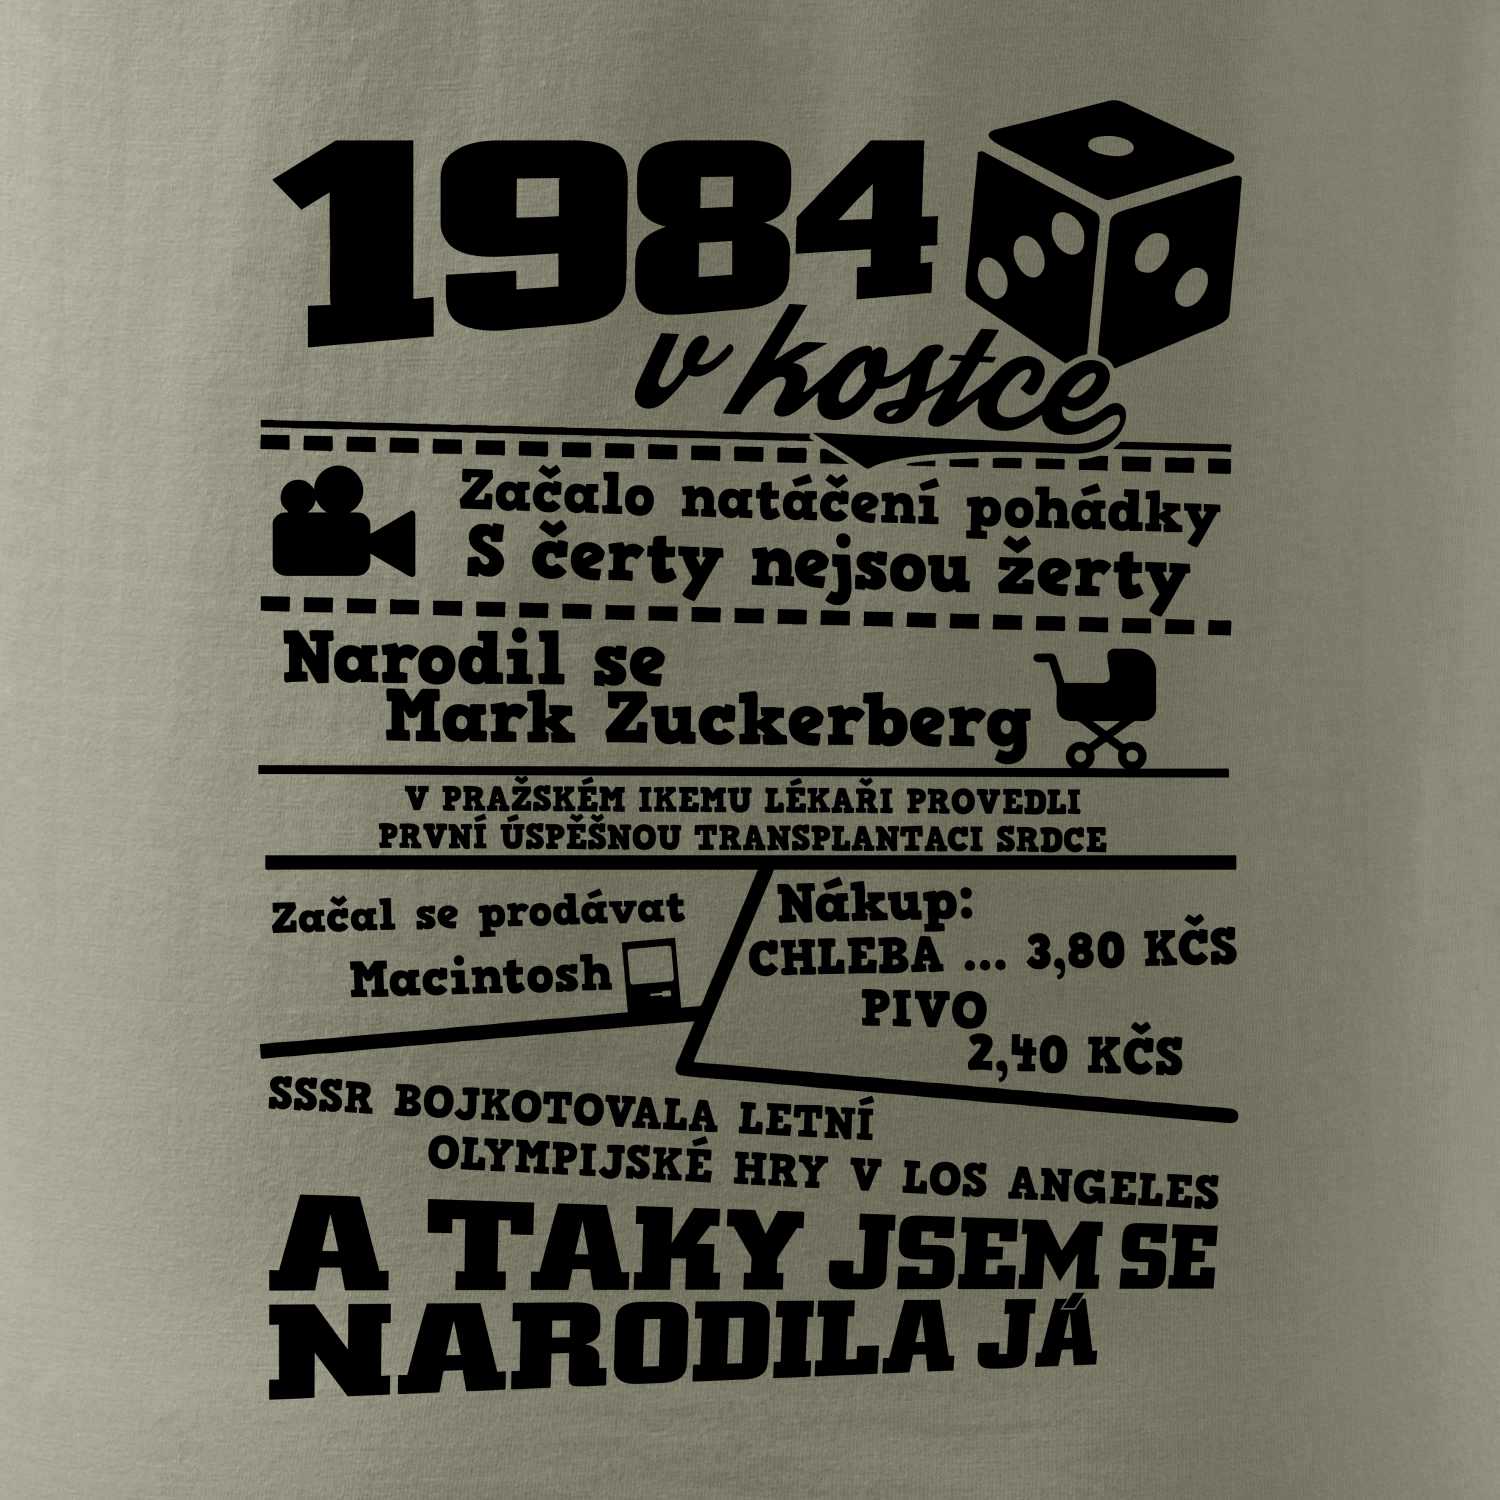 1984
v kostce
Začalo natáčení pohádky
S čerty nejsou žerty
Narodil se
Mark Zuckerberg
V PRAŽSKÉM IKEMU LÉKAŘI PROVEDLI
PRVNÍ ÚSPĚŠNOU TRANSPLANTACI SRDCE
Začal se prodávat
Macintosh
Nákup:
CHLEBA ... 3,80 KČS
PIVO
2,40 KČS
SSSR BOJKOTOVALA LETNÍ
OLYMPIJSKÉ HRY V LOS ANGELES
A TAKY JSEM SE
NARODILA JÁ